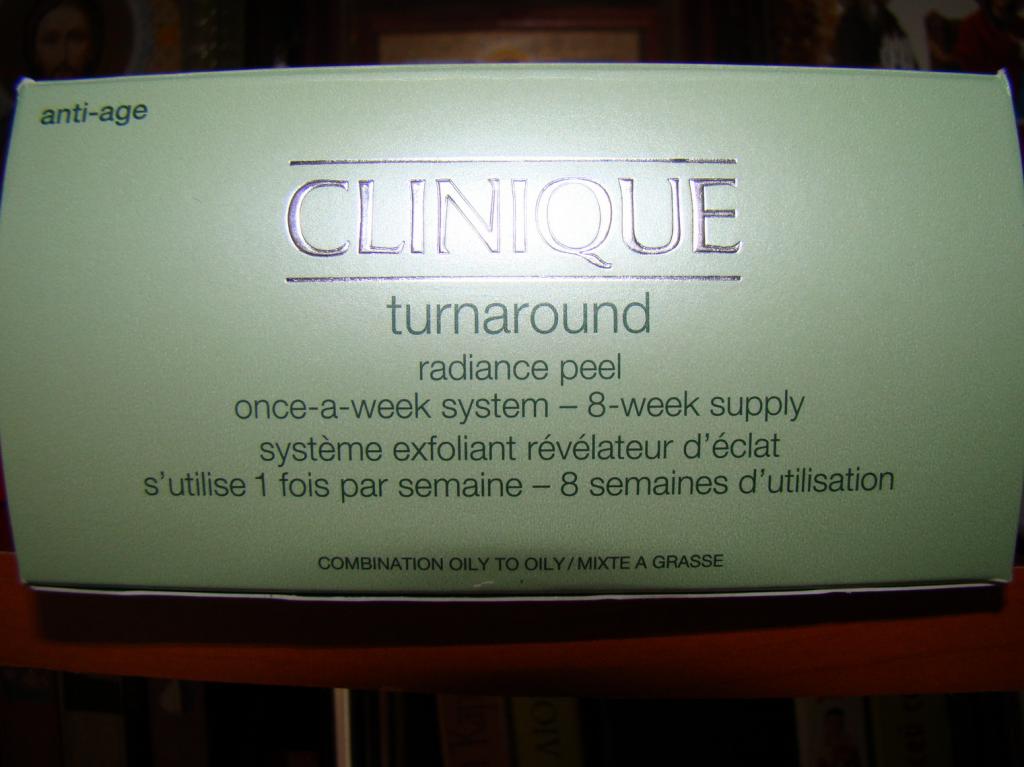 anti-age
CLINIQUE
turnaround
radiance peel
once-a-week system – 8-week supply
système exfoliant révélateur d'éclat
s'utilise 1 fois par semaine – 8 semaines d'utilisation
COMBINATION OILY TO OILY/MIXTE A GRASSE